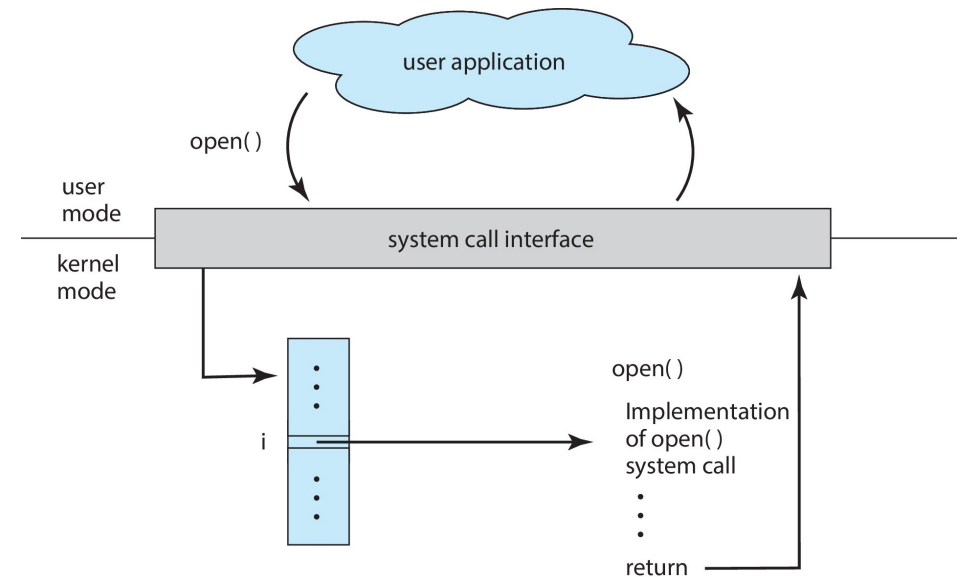 user application
open( )
user
mode
system call interface
kernel
mode
open( )
Implementation
of open( )
system call
i
return